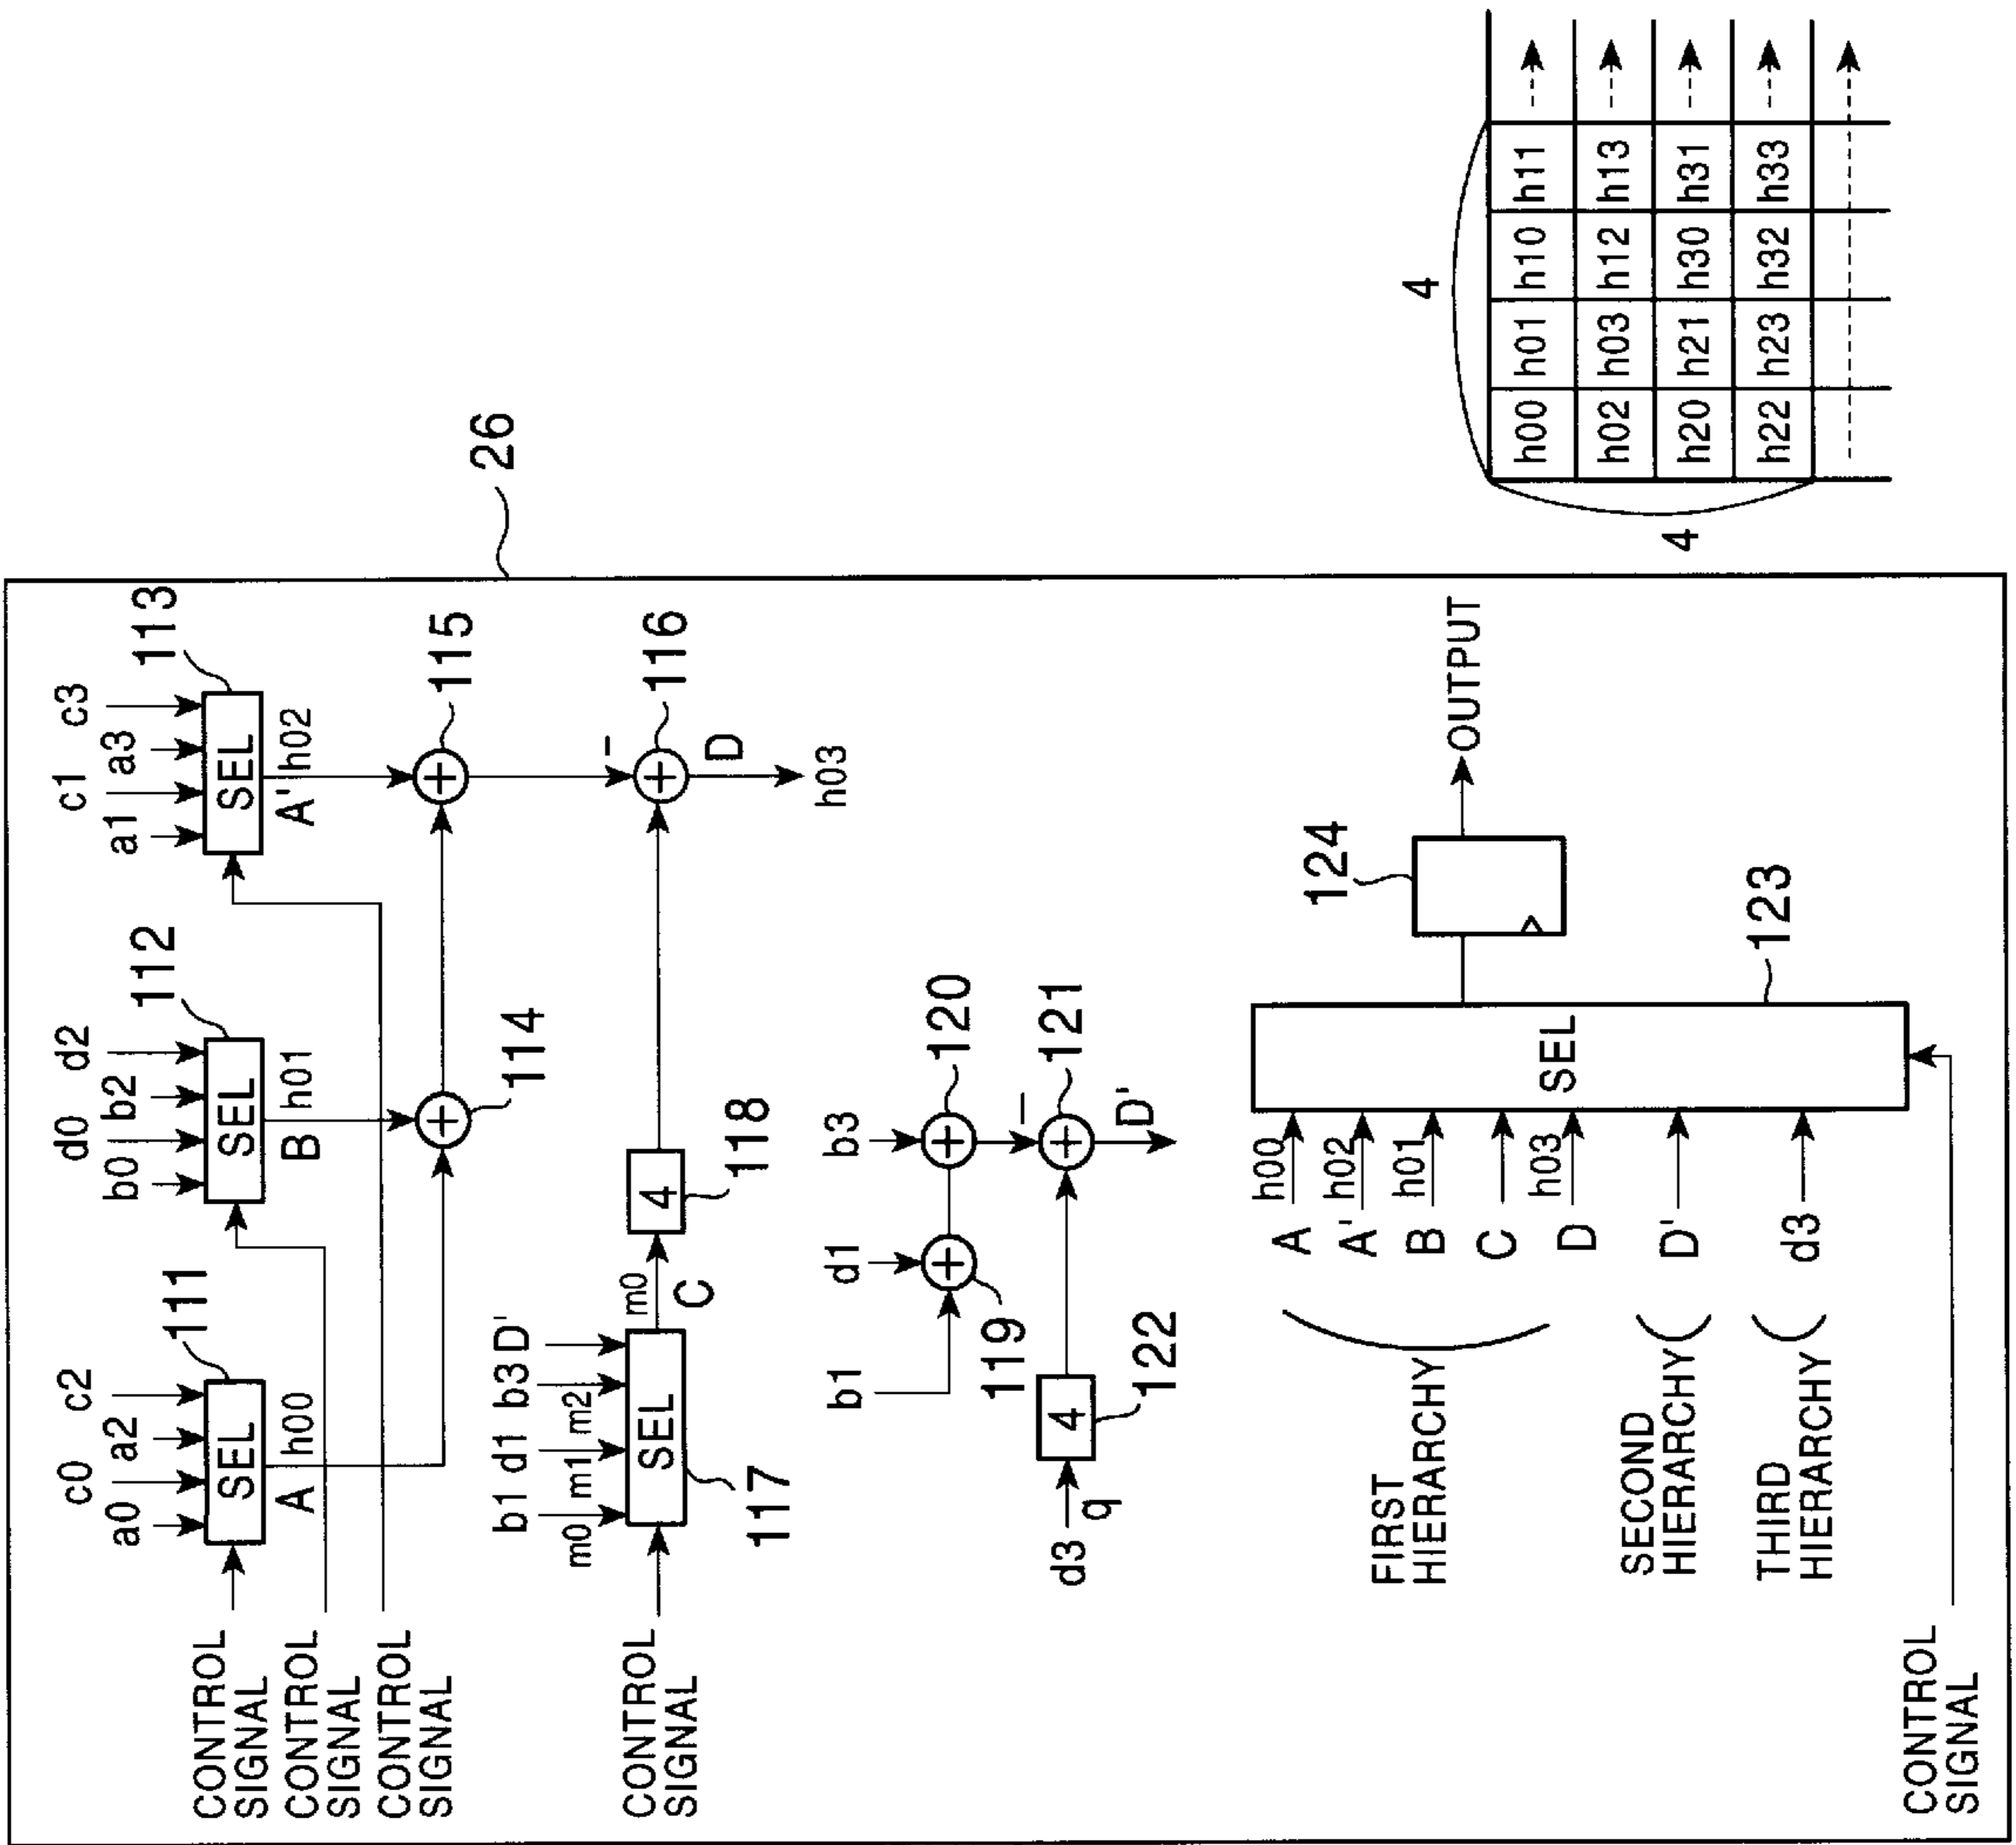 26
c0
c2
a0
a2
111
SEL
A
h00
d0
d2
b0
b2
112
SEL
B
h01
c1
c3
a1
a3
113
SEL
A'
h02
CONTROL
SIGNAL
CONTROL
SIGNAL
CONTROL
SIGNAL
+
114
+
115
b1
d1
b3
D'
m0
m1
m2
SEL
117
m0
C
4
118
-
+
116
D
h03
CONTROL
SIGNAL
b1
d1
b3
+
119
+
120
-
+
121
D'
d3
q
4
122
A
h00
A'
h02
B
h01
C
D
h03
D'
d3
FIRST
HIERARCHY
SECOND
HIERARCHY
THIRD
HIERARCHY
SEL
123
124
OUTPUT
CONTROL
SIGNAL
4
4
h00 h01 h10 h11
h02 h03 h12 h13
h20 h21 h30 h31
h22 h23 h32 h33